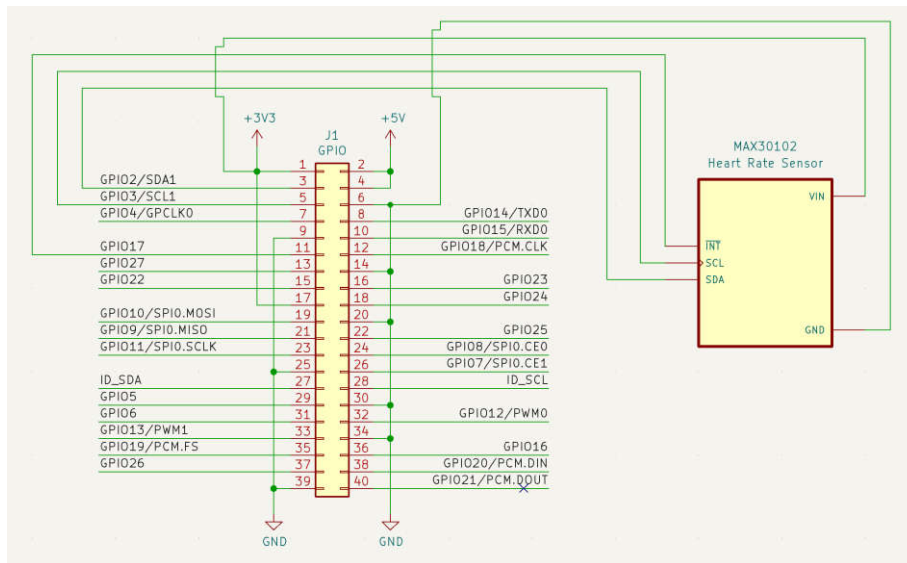 +3V3
+5V
J1
GPIO
MAX30102
Heart Rate Sensor
1 2
GPIO2/SDA1 3 4
GPIO3/SCL1 5 6
GPIO4/GPCLK0 7 8 GPIO14/TXD0
9 10 GPIO15/RXD0
GPIO17 11 12 GPIO18/PCM.CLK
GPIO27 13 14
GPIO22 15 16 GPIO23
17 18 GPIO24
GPIO10/SPI0.MOSI 19 20
GPIO9/SPI0.MISO 21 22 GPIO25
GPIO11/SPI0.SCLK 23 24 GPIO8/SPI0.CE0
25 26 GPIO7/SPI0.CE1
ID_SDA 27 28 ID_SCL
GPIO5 29 30
GPIO6 31 32 GPIO12/PWM0
GPIO13/PWM1 33 34
GPIO19/PCM.FS 35 36 GPIO16
GPIO26 37 38 GPIO20/PCM.DIN
39 40 GPIO21/PCM.DOUT
GND
GND
VIN
INT
SCL
SDA
GND